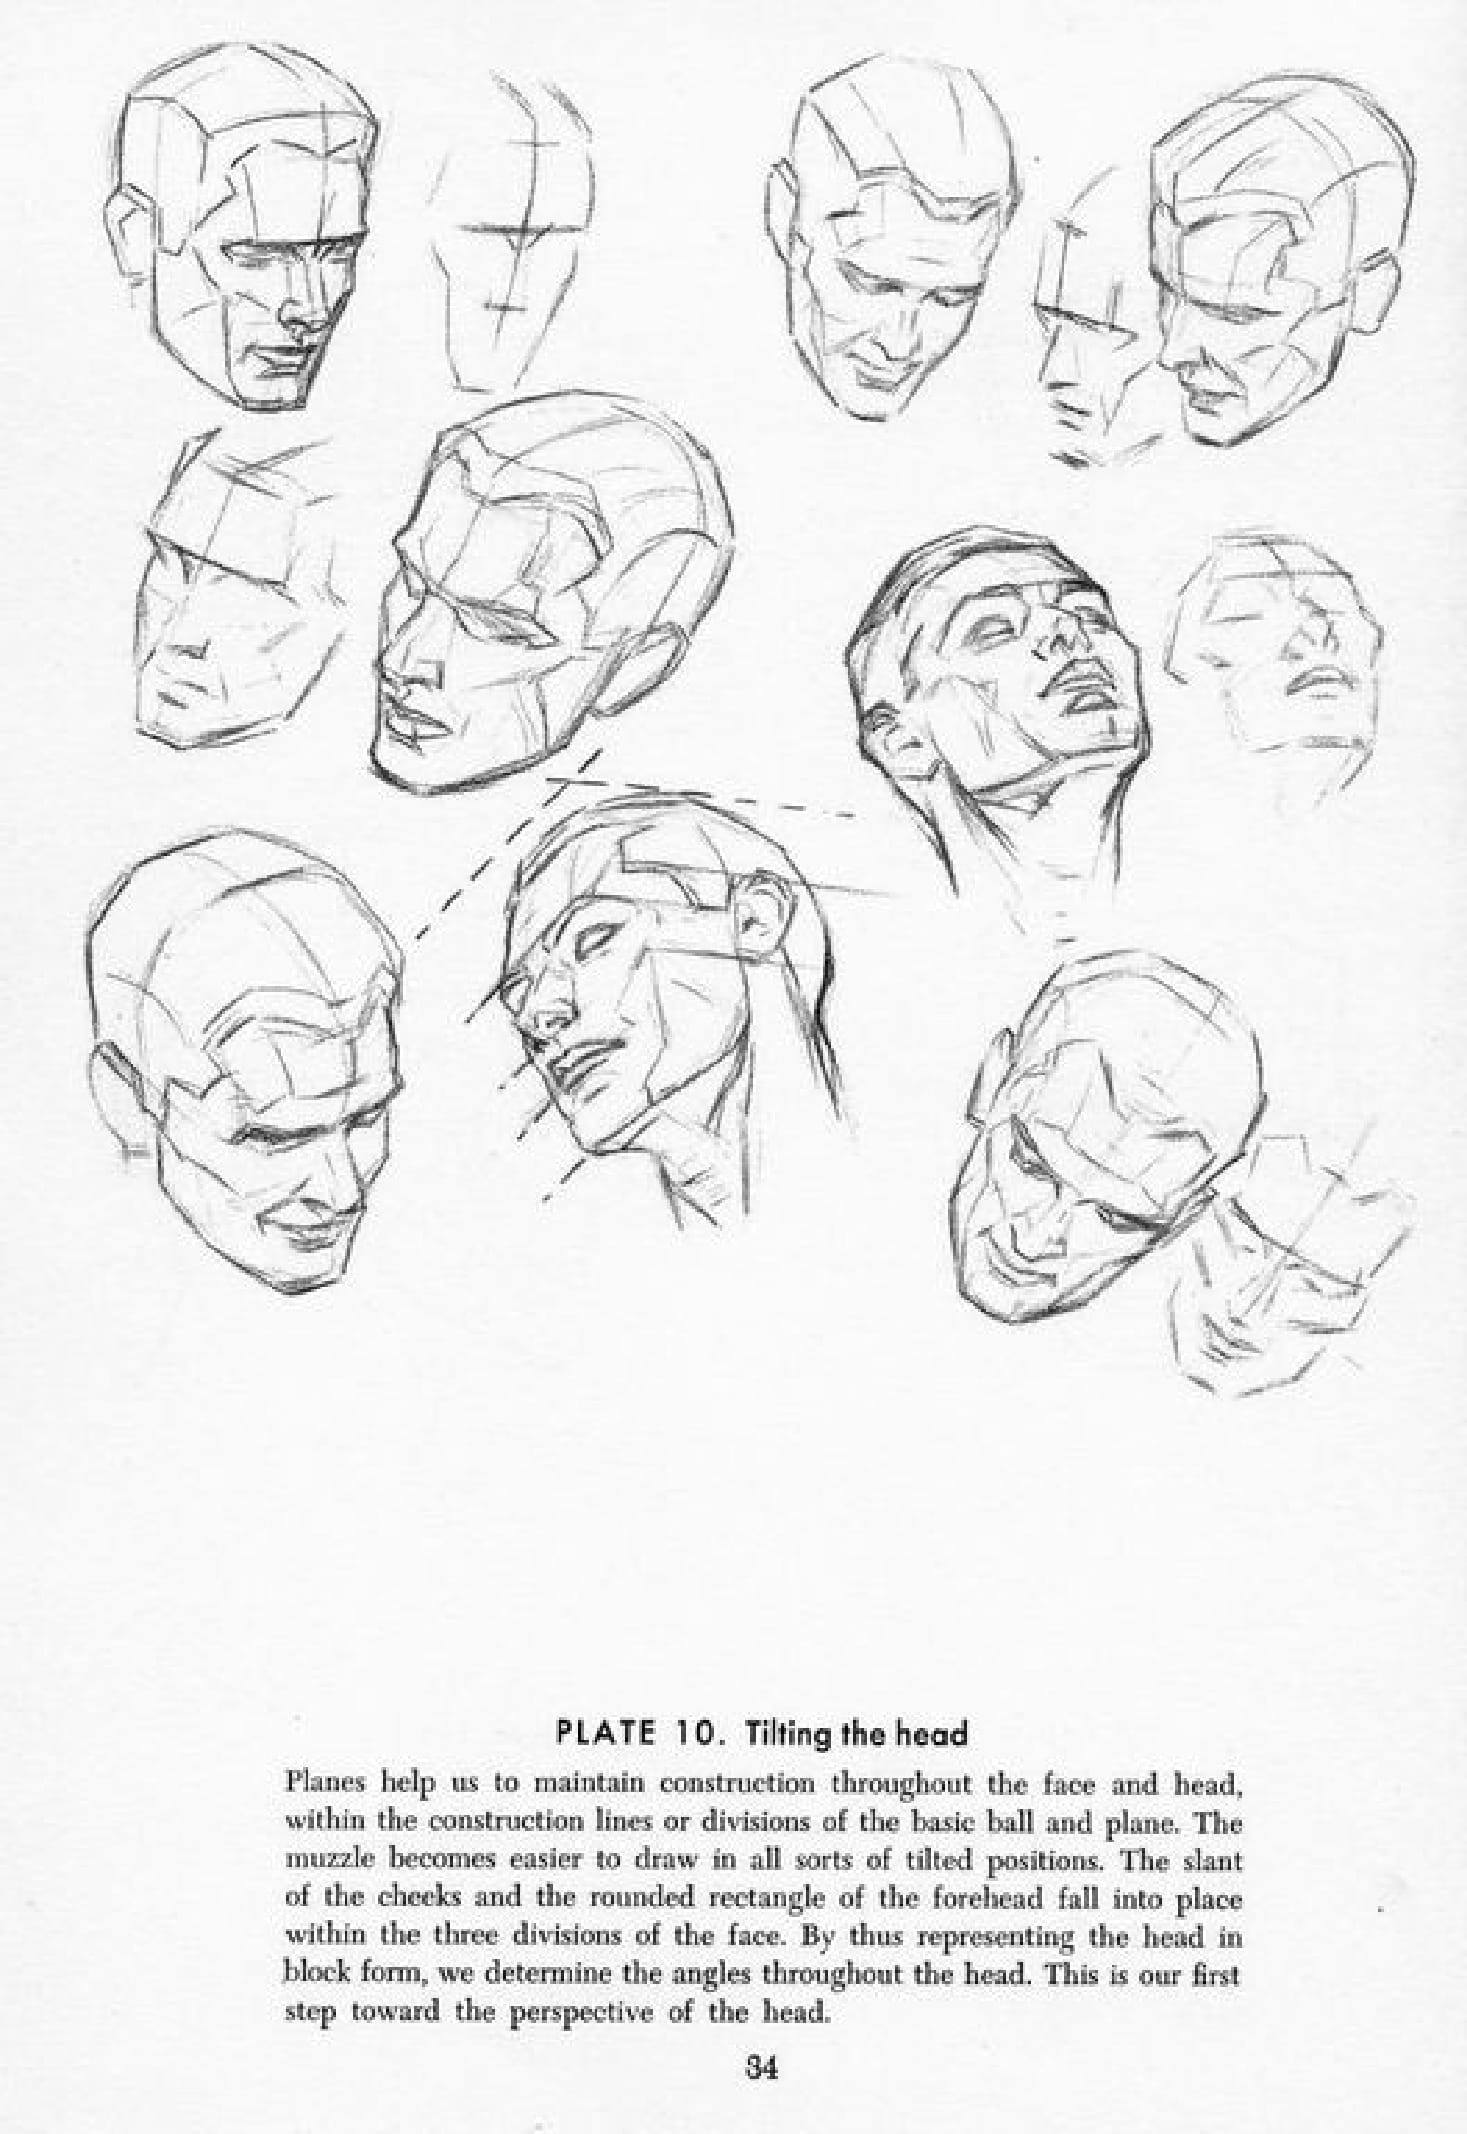 PLATE 10. Tilting the head
Planes help us to maintain construction throughout the face and head,
within the construction lines or divisions of the basic ball and plane. The
muzzle becomes easier to draw in all sorts of tilted positions. The slant
of the cheeks and the rounded rectangle of the forehead fall into place
within the three divisions of the face. By thus representing the head in
block form, we determine the angles throughout the head. This is our first
step toward the perspective of the head.
34